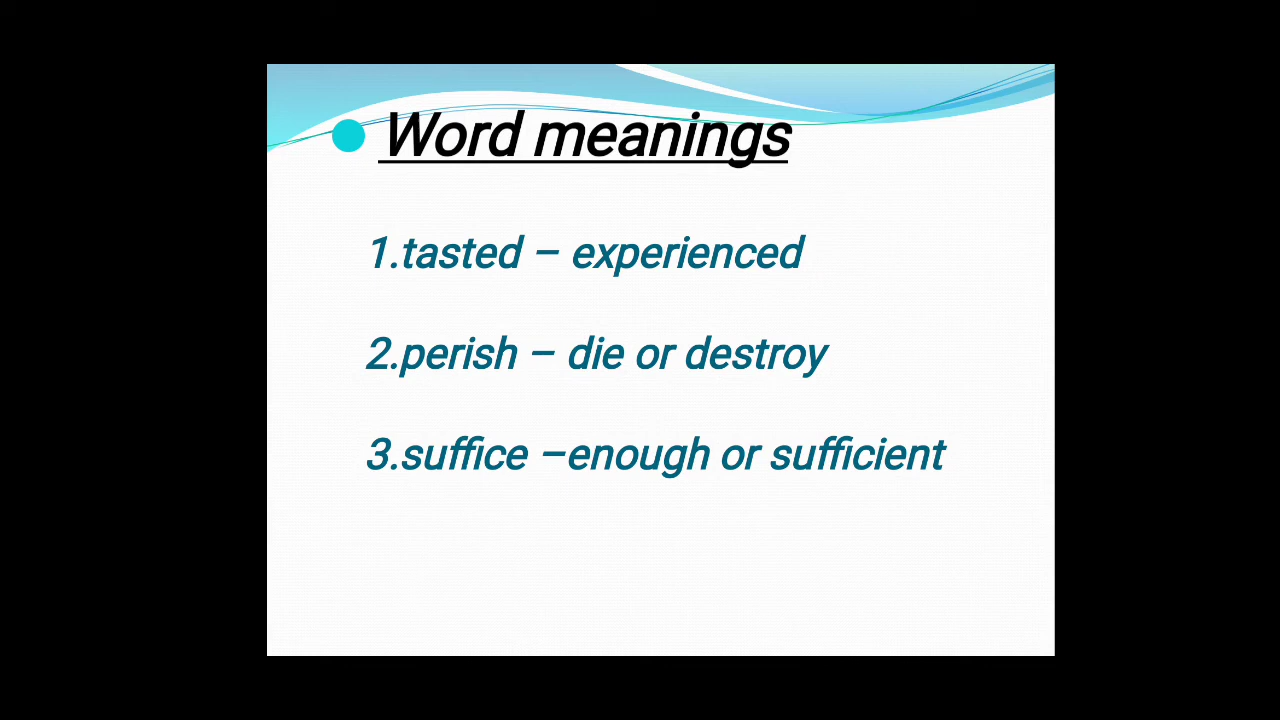 Word meanings
1.tasted – experienced
2.perish – die or destroy
3.suffice –enough or sufficient